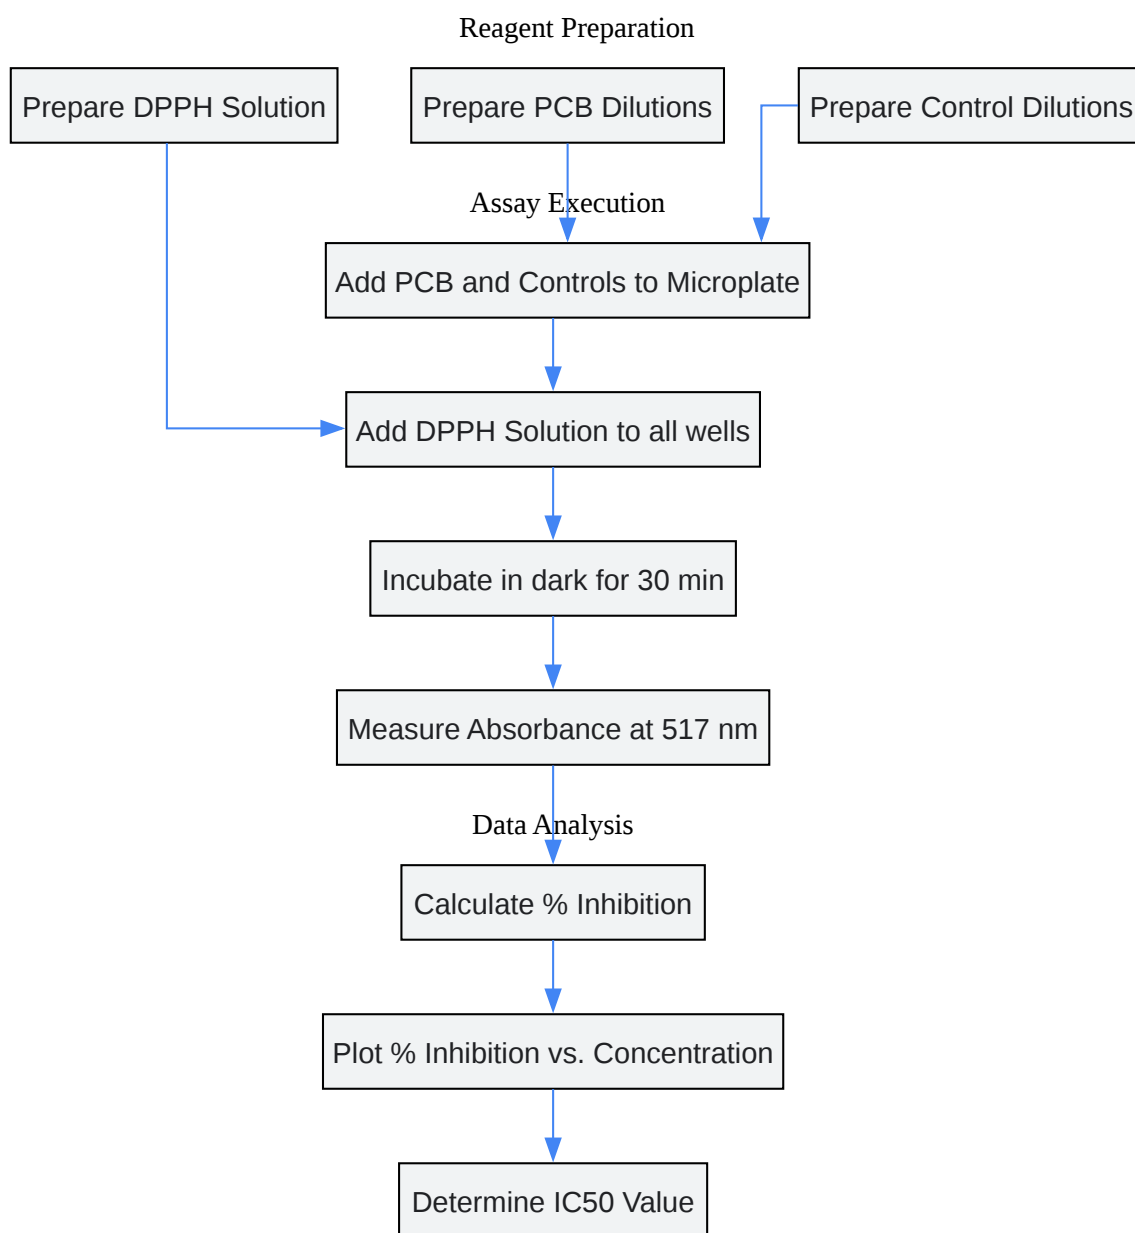 Reagent Preparation
Prepare DPPH Solution
Prepare PCB Dilutions
Prepare Control Dilutions
Assay Execution
Add PCB and Controls to Microplate
Add DPPH Solution to all wells
Incubate in dark for 30 min
Measure Absorbance at 517 nm
Data Analysis
Calculate % Inhibition
Plot % Inhibition vs. Concentration
Determine IC50 Value